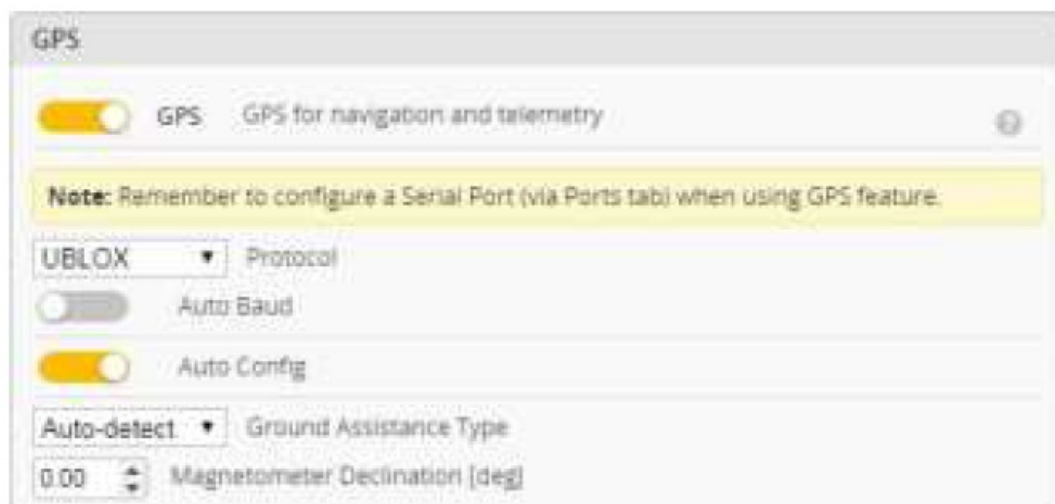 GPS
GPS GPS for navigation and telemetry
Note: Remember to configure a Serial Port (via Ports tab) when using GPS feature.
UBLOX Protocol
Auto Baud
Auto Config
Auto-detect Ground Assistance Type
0.00 Magnetometer Declination [deg]